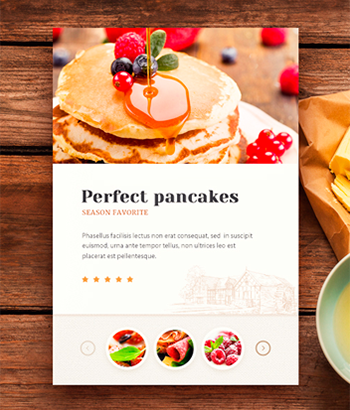 Perfect pancakes
SEASON FAVORITE
Phasellus facilisis lectus non erat consequat, sed in suscipit
euismod; urna ante tempor tellus, non ultrices leo est
placerat est pellentesque.